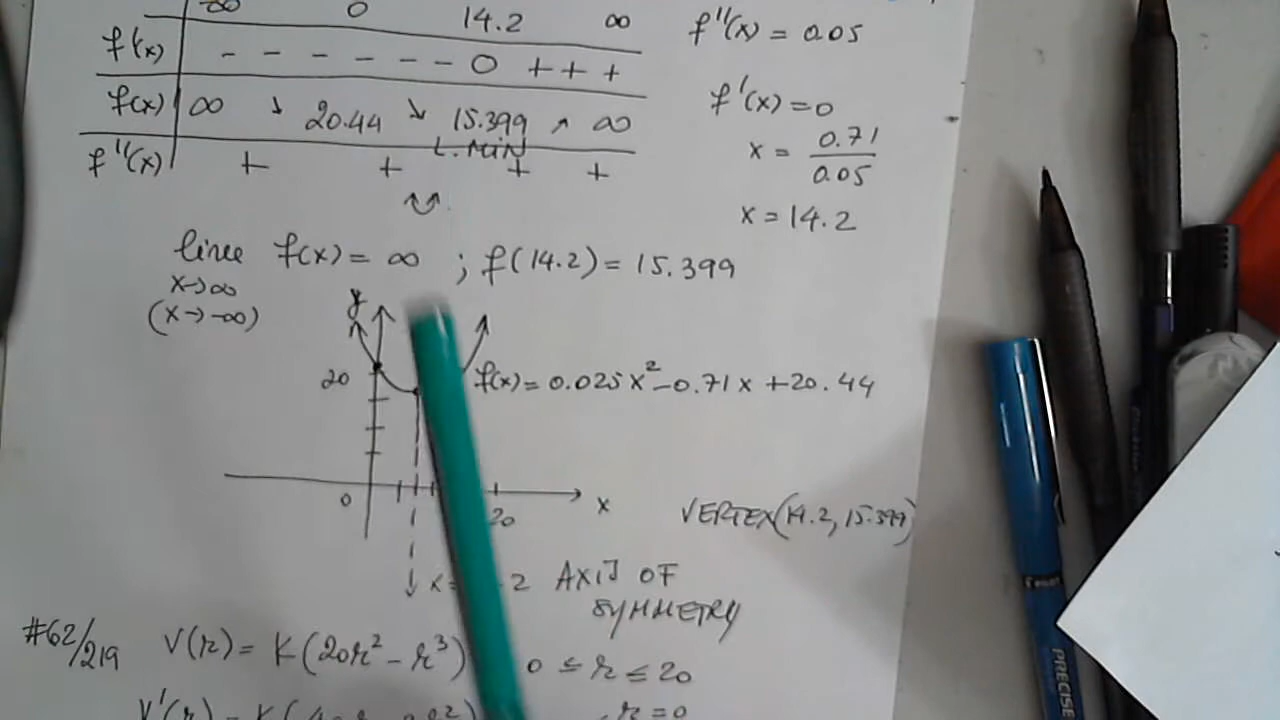 -∞ 0 14.2 ∞
f'(x) - - - - - - 0 + + +
f(x) ∞ ↘ 20.44 ↘ 15.399 ↗ ∞
L. MIN
f''(x) + + + +
f''(x) = 0.05
f'(x) = 0
x = 0.71
0.05
x = 14.2
f(x) = ∞ ; f(14.2) = 15.399
x→∞
(x→-∞)
y
20
f(x) = 0.025x² - 0.71x + 20.44
0
20
x
VERTEX(14.2, 15.399)
2 AXIS OF
SYMMETRY
#62/219 V(r) = K(20r² - r³) 0 ≤ r ≤ 20
V'(r) = K(
r = 0
PRECISE